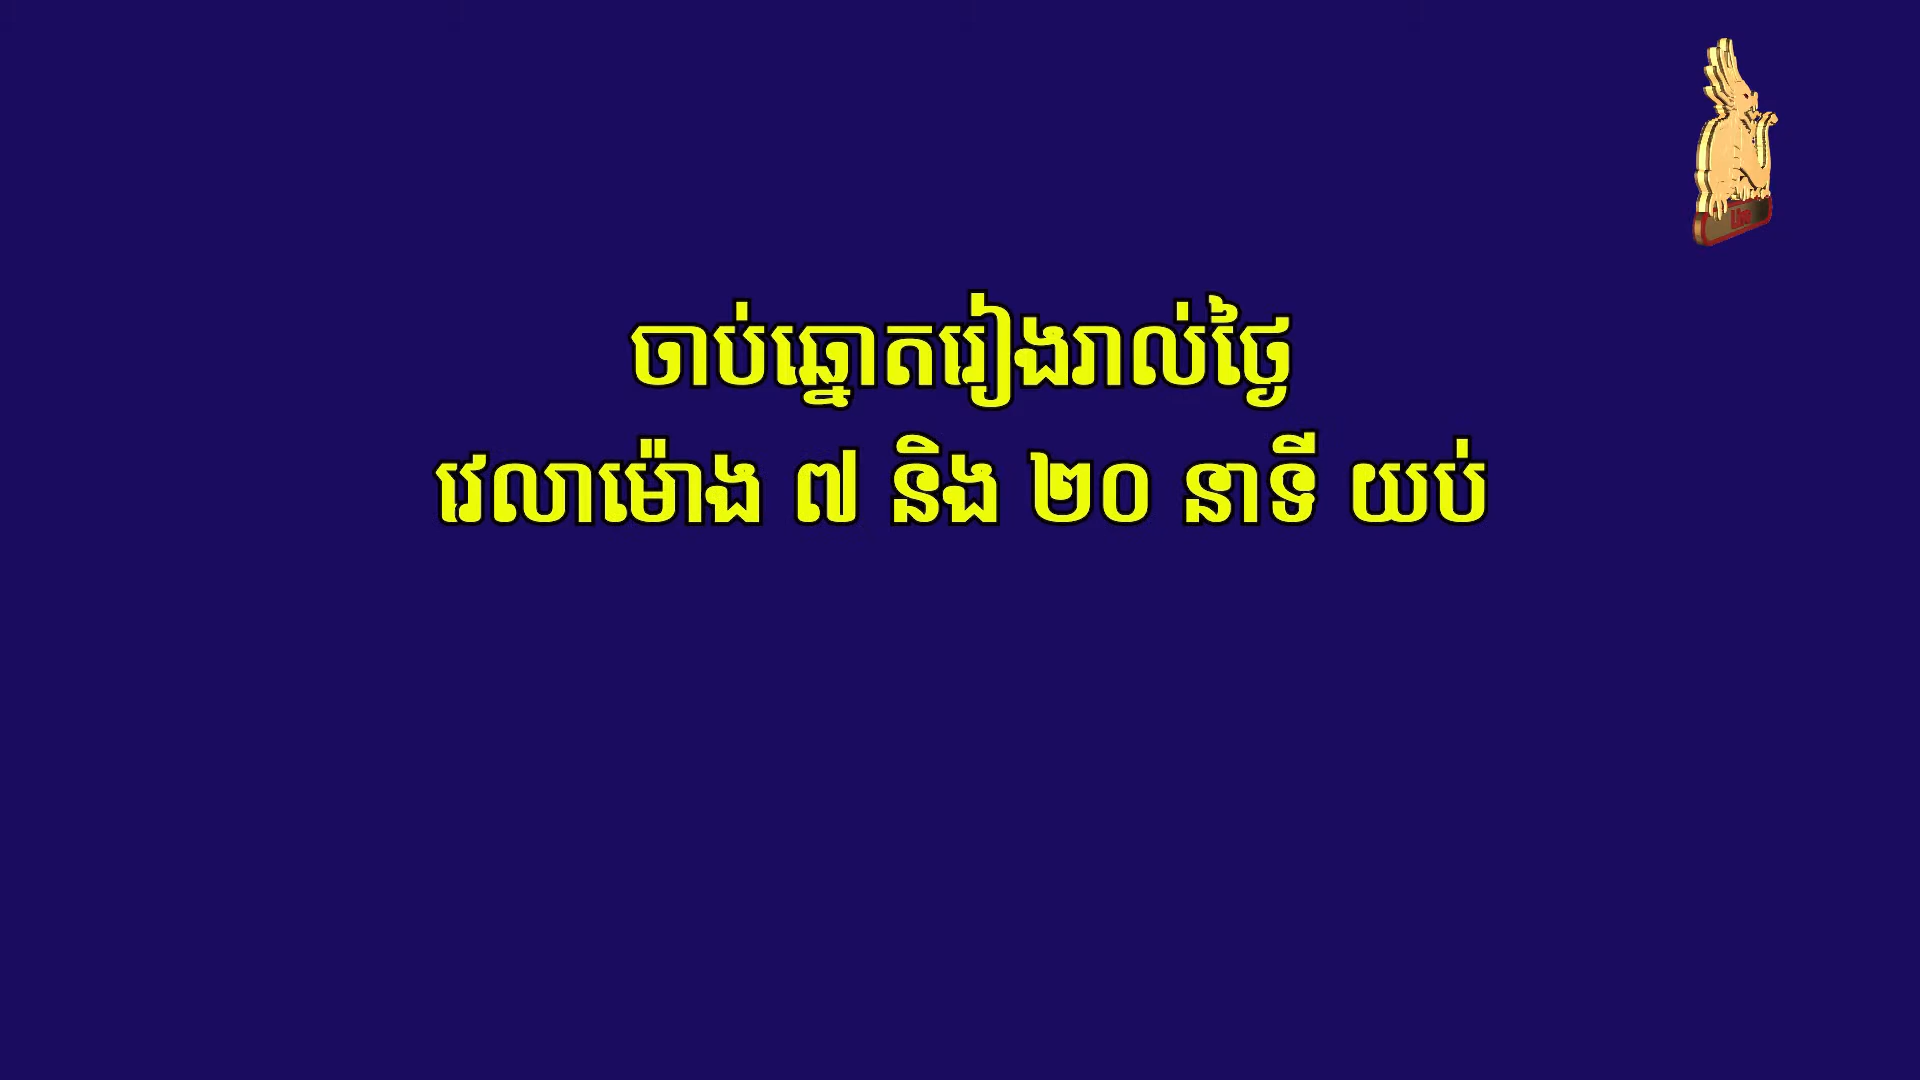 ចាប់ឆ្នោតរៀងរាល់ថ្ងៃ
វេលាម៉ោង ៧ និង ២០ នាទី យប់